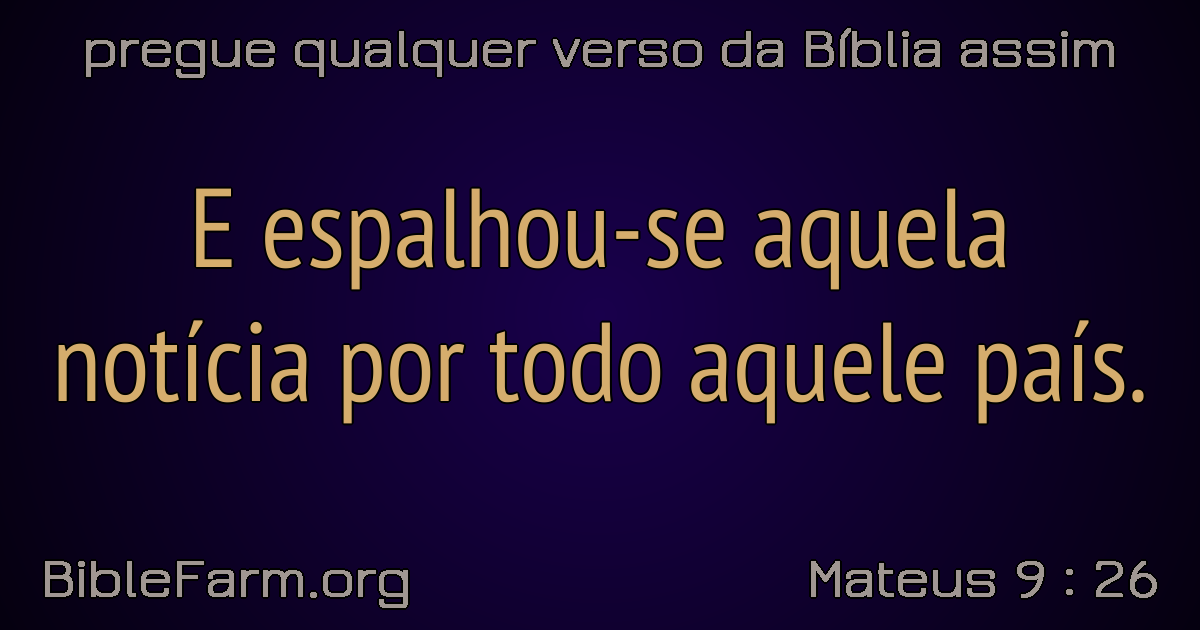 pregue qualquer verso da Bíblia assim
E espalhou-se aquela
notícia por todo aquele país.
BibleFarm.org
Mateus 9 : 26